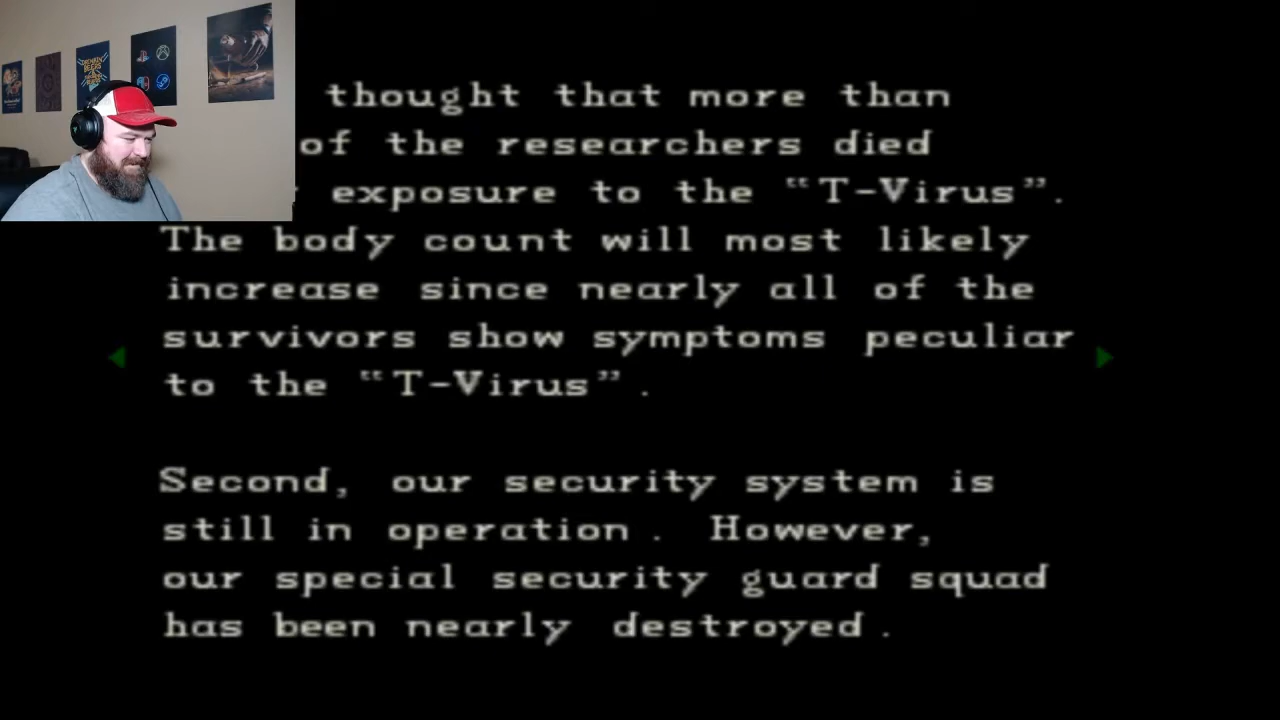 thought that more than
of the researchers died
exposure to the “T-Virus”.
The body count will most likely
increase since nearly all of the
survivors show symptoms peculiar
to the “T-Virus”.
Second, our security system is
still in operation. However,
our special security guard squad
has been nearly destroyed.